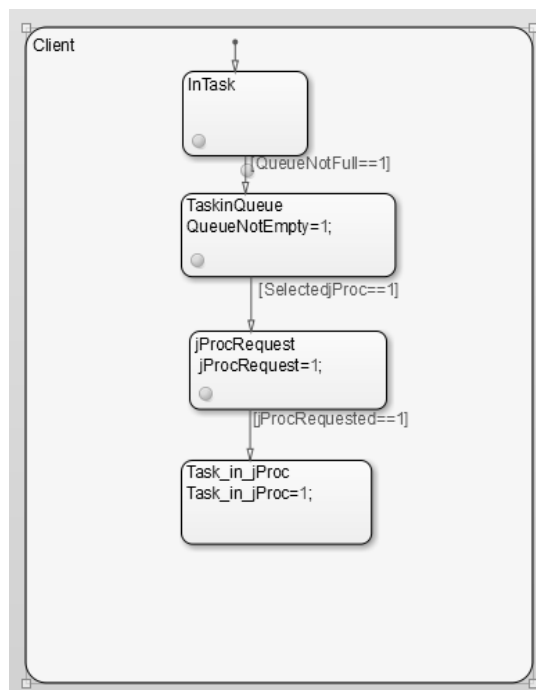 Client
InTask
[QueueNotFull==1]
TaskinQueue
QueueNotEmpty=1;
[SelectedjProc==1]
jProcRequest
jProcRequest=1;
[jProcRequested==1]
Task_in_jProc
Task_in_jProc=1;